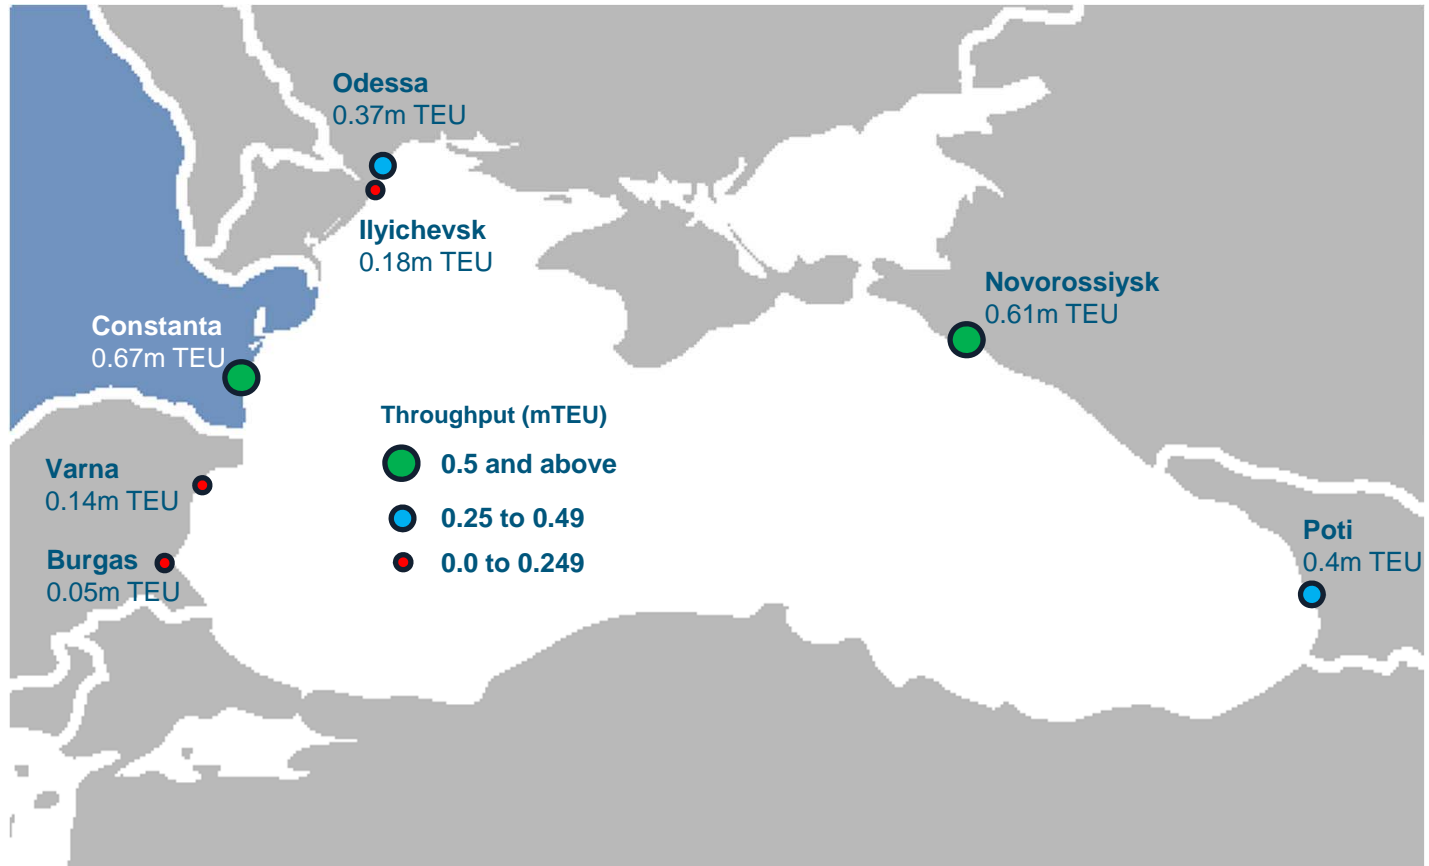 Odessa
0.37m TEU
Ilyichevsk
0.18m TEU
Novorossiysk
0.61m TEU
Constanta
0.67m TEU
Throughput (mTEU)
0.5 and above
0.25 to 0.49
0.0 to 0.249
Varna
0.14m TEU
Burgas
0.05m TEU
Poti
0.4m TEU